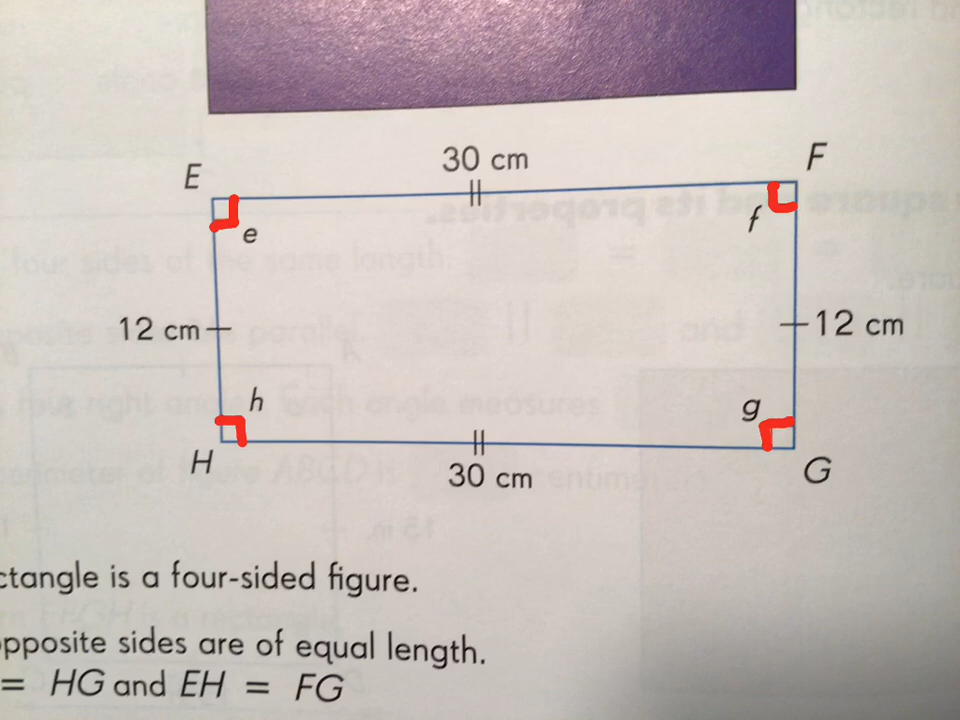 E 30 cm F
e f
12 cm 12 cm
h g
H 30 cm G
ctangle is a four-sided figure.
opposite sides are of equal length.
= HG and EH = FG